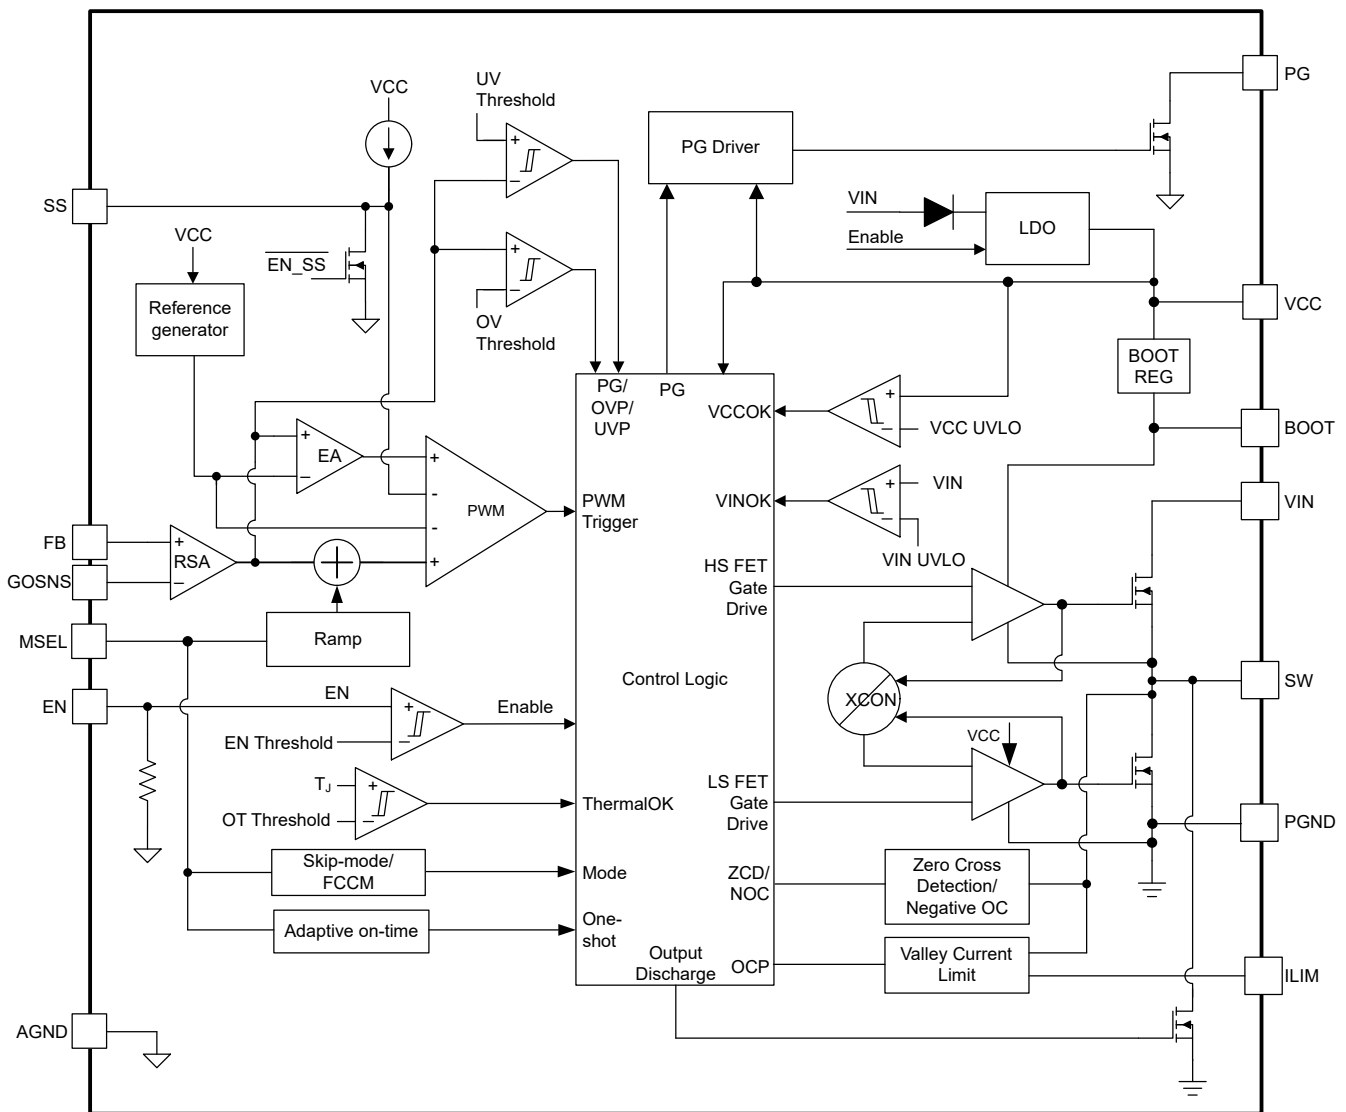 UV
Threshold
PG
VCC
PG Driver
SS
VIN
LDO
VCC
Enable
EN_SS
+
−
+
−
Reference
generator
OV
Threshold
VCC
BOOT
REG
PG/
OVP/
UVP
PG
VCCOK
+
−
VCC UVLO
BOOT
+
EA
−
+
-
-
+
PWM
PWM
Trigger
VINOK
+
−
VIN
VIN UVLO
VIN
FB
GOSNS
+
RSA
−
HS FET
Gate
Drive
MSEL
Ramp
Control Logic
XCON
SW
EN
EN
+
−
Enable
EN Threshold
VCC
TJ
+
−
OT Threshold
ThermalOK
LS FET
Gate
Drive
PGND
Skip-mode/
FCCM
Mode
ZCD/
NOC
Zero Cross
Detection/
Negative OC
Adaptive on-time
One-
shot
Output
Discharge
OCP
Valley Current
Limit
ILIM
AGND